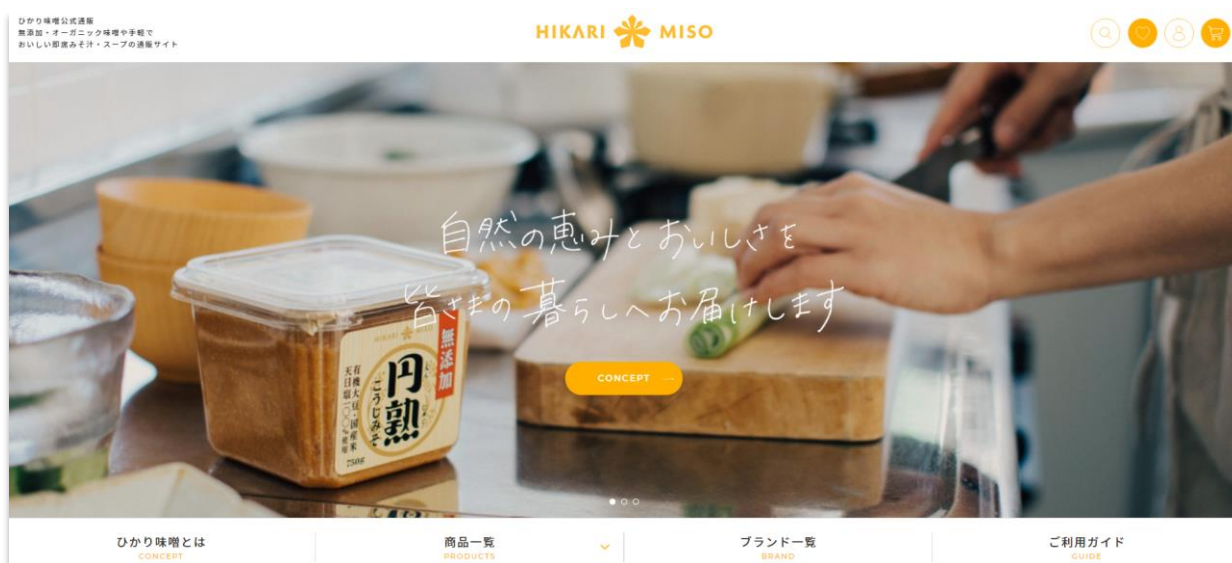 ひかり味噌公式通販
無添加・オーガニック味噌や手軽で
おいしい即席みそ汁・スープの通販サイト
HIKARI MISO
自然の恵みとおいしさを
皆さまの暮らしへお届けします
HIKARI
無添加
円熟
こうじみそ
有機大豆・国産米
天日塩一〇〇%使用
750g
CONCEPT →
ひかり味噌とは
CONCEPT
商品一覧
PRODUCTS
ブランド一覧
BRAND
ご利用ガイド
GUIDE